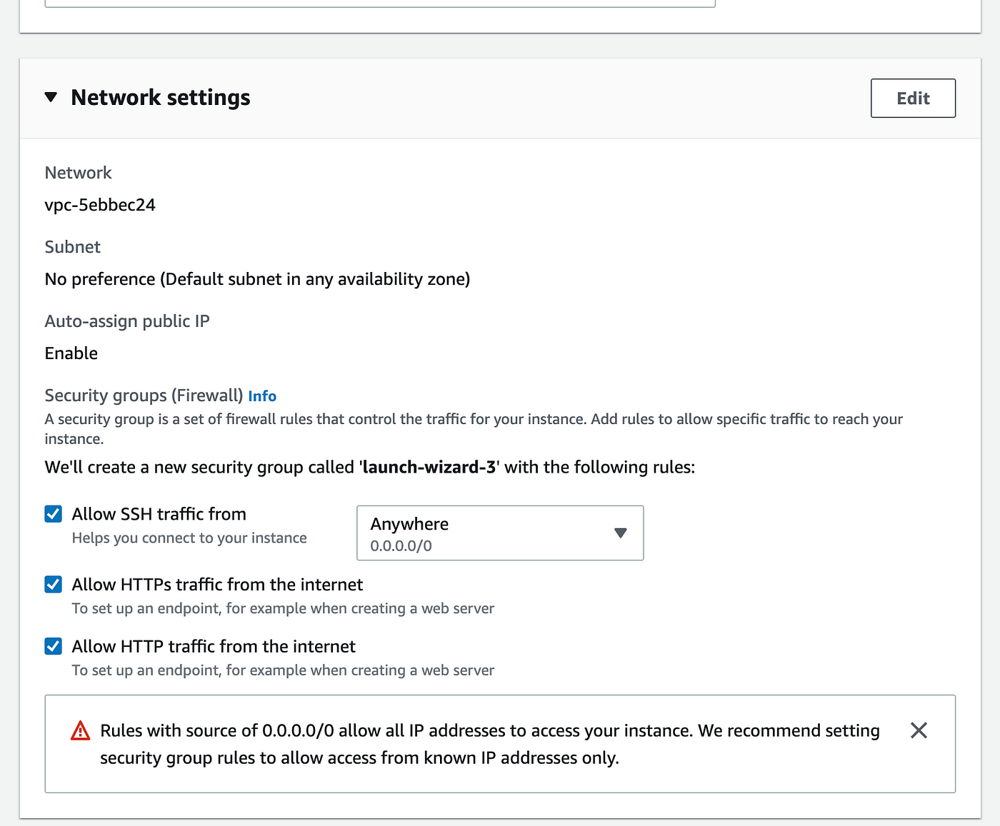 Network settings
Edit
Network
vpc-5ebbec24
Subnet
No preference (Default subnet in any availability zone)
Auto-assign public IP
Enable
Security groups (Firewall) Info
A security group is a set of firewall rules that control the traffic for your instance. Add rules to allow specific traffic to reach your
instance.
We'll create a new security group called 'launch-wizard-3' with the following rules:
Allow SSH traffic from
Helps you connect to your instance
Anywhere
0.0.0.0/0
Allow HTTPs traffic from the internet
To set up an endpoint, for example when creating a web server
Allow HTTP traffic from the internet
To set up an endpoint, for example when creating a web server
Rules with source of 0.0.0.0/0 allow all IP addresses to access your instance. We recommend setting
security group rules to allow access from known IP addresses only.